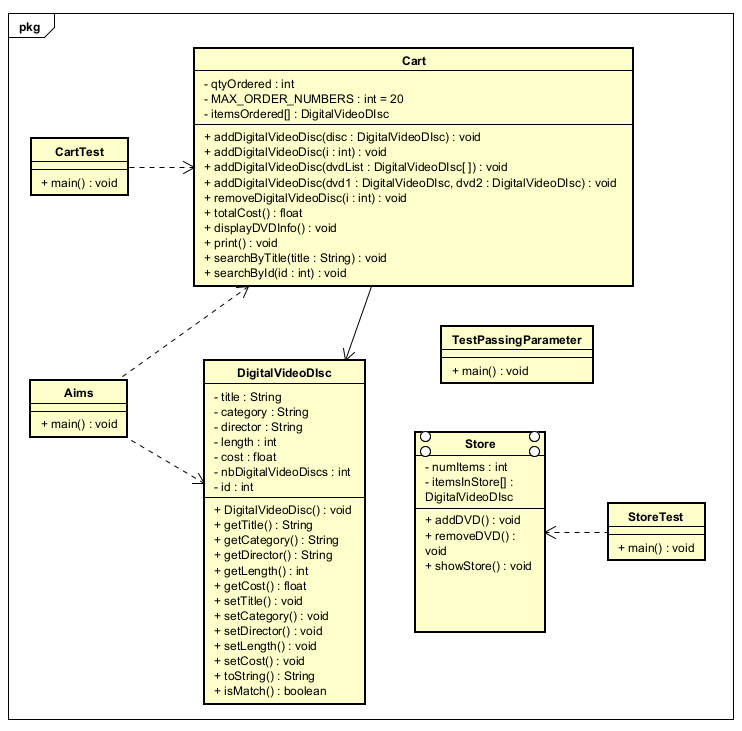 pkg
Cart
- qtyOrdered : int
- MAX_ORDER_NUMBERS : int = 20
- itemsOrdered[] : DigitalVideoDIsc
+ addDigitalVideoDisc(disc : DigitalVideoDIsc) : void
+ addDigitalVideoDisc(i : int) : void
+ addDigitalVideoDisc(dvdList : DigitalVideoDIsc[ ]) : void
+ addDigitalVideoDisc(dvd1 : DigitalVideoDIsc, dvd2 : DigitalVideoDIsc) : void
+ removeDigitalVideoDisc(i : int) : void
+ totalCost() : float
+ displayDVDInfo() : void
+ print() : void
+ searchByTitle(title : String) : void
+ searchById(id : int) : void
CartTest
+ main() : void
TestPassingParameter
+ main() : void
Aims
+ main() : void
DigitalVideoDIsc
- title : String
- category : String
- director : String
- length : int
- cost : float
- nbDigitalVideoDiscs : int
- id : int
+ DigitalVideoDisc() : void
+ getTitle() : String
+ getCategory() : String
+ getDirector() : String
+ getLength() : int
+ getCost() : float
+ setTitle() : void
+ setCategory() : void
+ setDirector() : void
+ setLength() : void
+ setCost() : void
+ toString() : String
+ isMatch() : boolean
Store
- numItems : int
- itemsInStore[] :
DigitalVideoDIsc
+ addDVD() : void
+ removeDVD() :
void
+ showStore() : void
StoreTest
+ main() : void